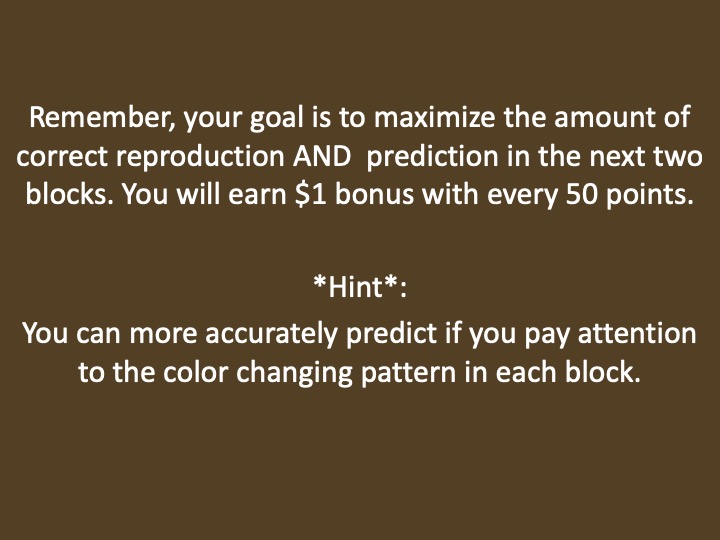 Remember, your goal is to maximize the amount of
correct reproduction AND  prediction in the next two
blocks. You will earn $1 bonus with every 50 points.
*Hint*:
You can more accurately predict if you pay attention
to the color changing pattern in each block.